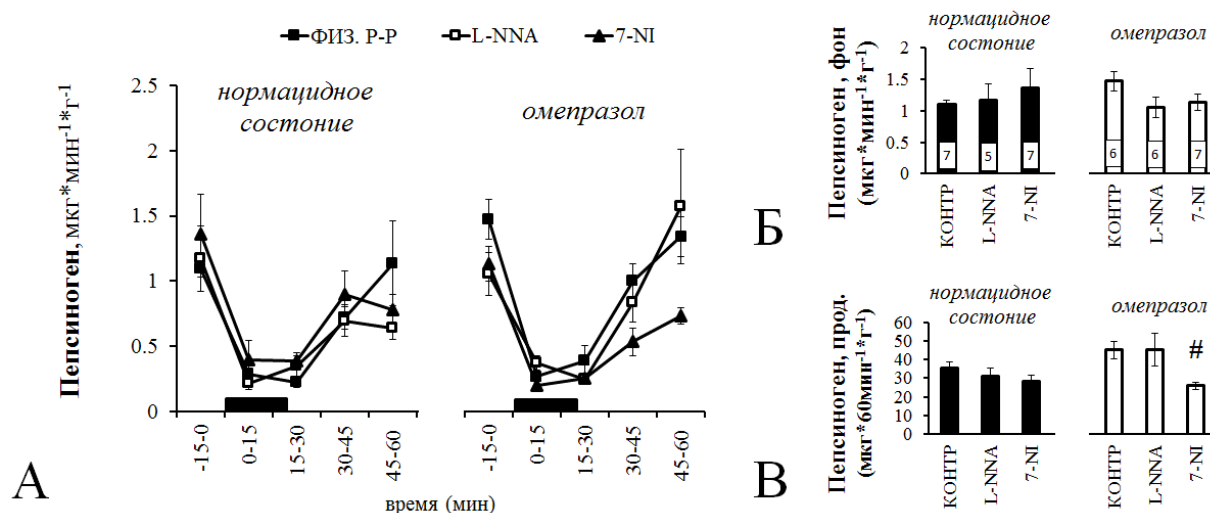 А
ФИЗ. Р-Р L-NNA 7-NI
нормацидное
состоние
омепразол
Пепсиноген, мкг*мин-1*г-1
2.5
2
1.5
1
0.5
0
-15-0 0-15 15-30 30-45 45-60 -15-0 0-15 15-30 30-45 45-60
время (мин)
Б
нормацидное
состоние
омепразол
Пепсиноген , фон
(мкг*мин-1*г-1)
2
1.5
1
0.5
0
7 5 7 6 6 7
КОНТР L-NNA 7-NI КОНТР L-NNA 7-NI
В
нормацидное
состоние
омепразол
Пепсиноген, прод.
(мкг*60мин-1*г-1)
60
50
40
30
20
10
0
#
КОНТР L-NNA 7-NI КОНТР L-NNA 7-NI